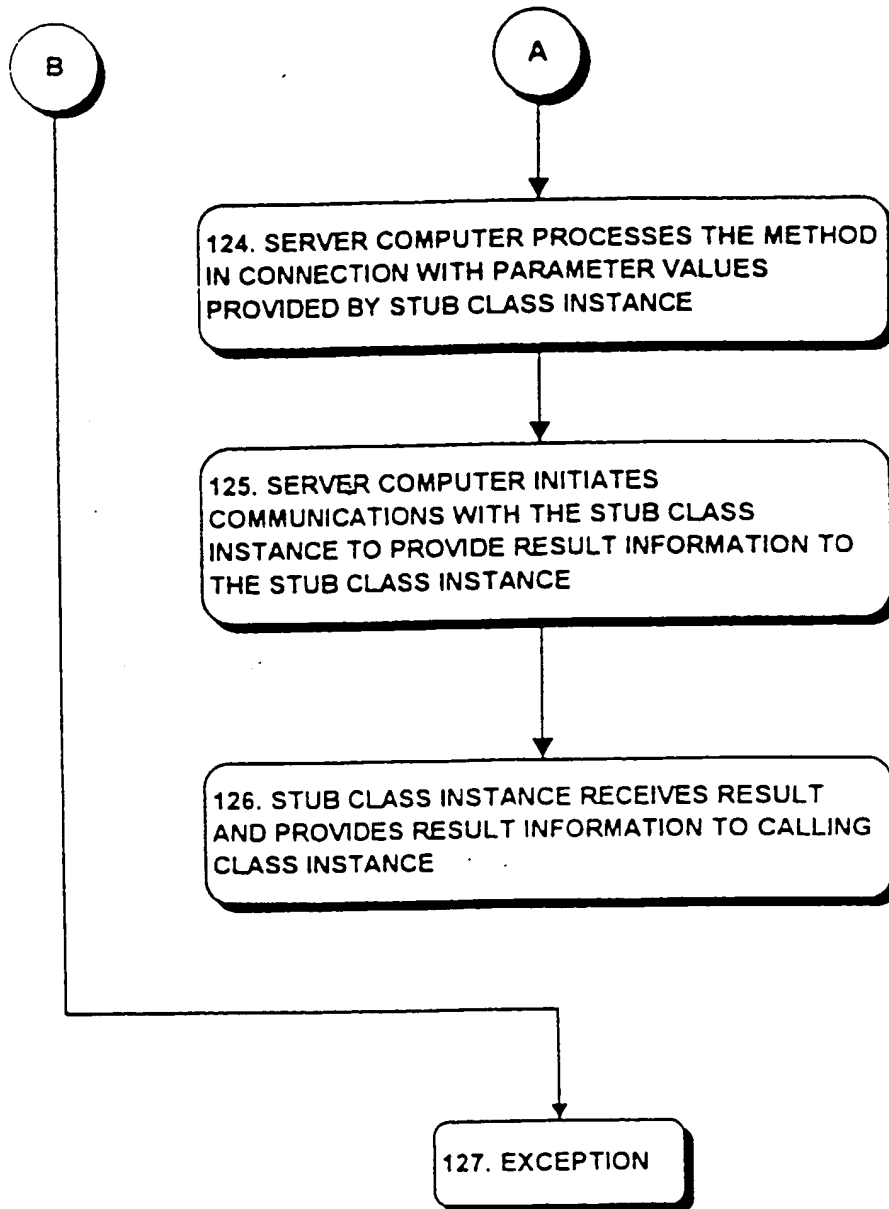 B
A
124. SERVER COMPUTER PROCESSES THE METHOD
IN CONNECTION WITH PARAMETER VALUES
PROVIDED BY STUB CLASS INSTANCE
125. SERVER COMPUTER INITIATES
COMMUNICATIONS WITH THE STUB CLASS
INSTANCE TO PROVIDE RESULT INFORMATION TO
THE STUB CLASS INSTANCE
126. STUB CLASS INSTANCE RECEIVES RESULT
AND PROVIDES RESULT INFORMATION TO CALLING
CLASS INSTANCE
127. EXCEPTION